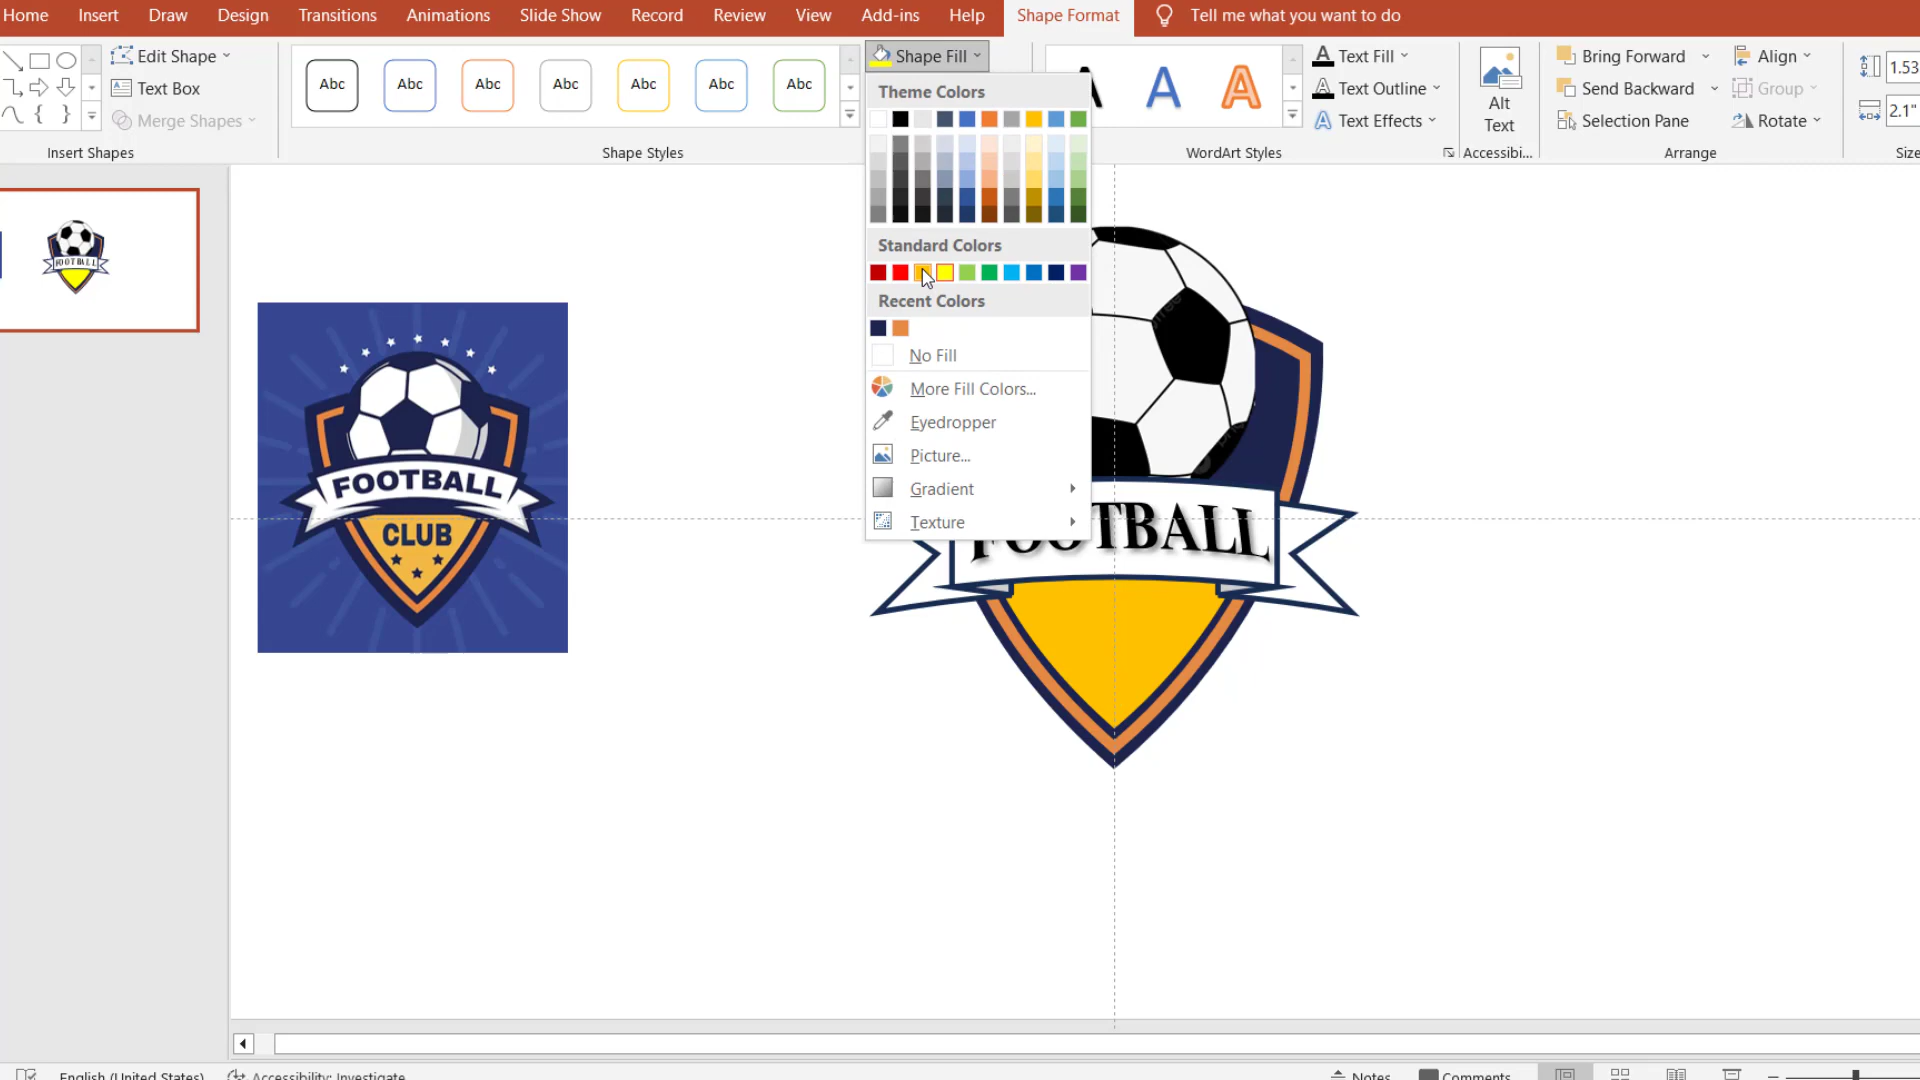 Home Insert Draw Design Transitions Animations Slide Show Record Review View Add-ins Help Shape Format Tell me what you want to do
Edit Shape
Text Box
Merge Shapes
Insert Shapes
Abc Abc Abc Abc Abc Abc Abc
Shape Styles
Shape Fill
Theme Colors
Standard Colors
Recent Colors
No Fill
More Fill Colors...
Eyedropper
Picture...
Gradient
Texture
A A
WordArt Styles
Text Fill
Text Outline
Text Effects
Alt
Text
Accessibi...
Bring Forward
Send Backward
Selection Pane
Align
Group
Rotate
Arrange
1.53
2.1"
Size
FOOTBALL
FOOTBALL
CLUB
FOOTBALL
English (United States) Accessibility: Investigate
Notes Comments